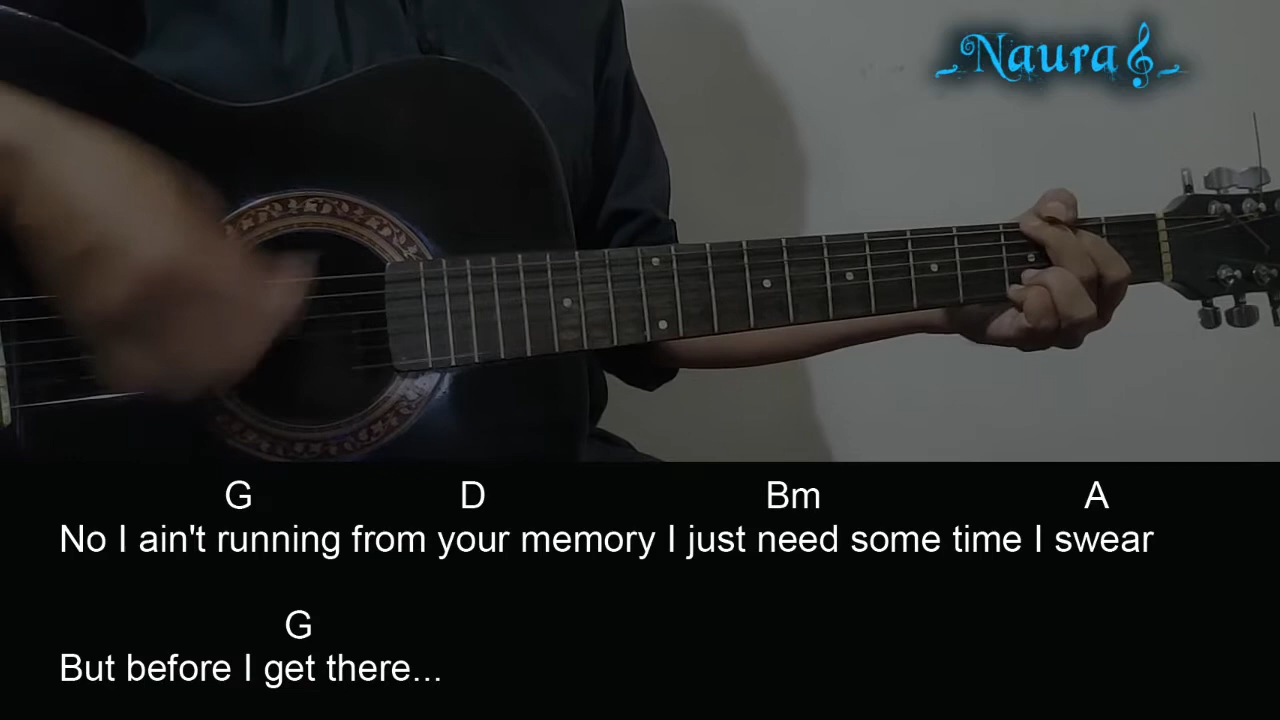 Naura
G D Bm A
No I ain't running from your memory I just need some time I swear
G
But before I get there...